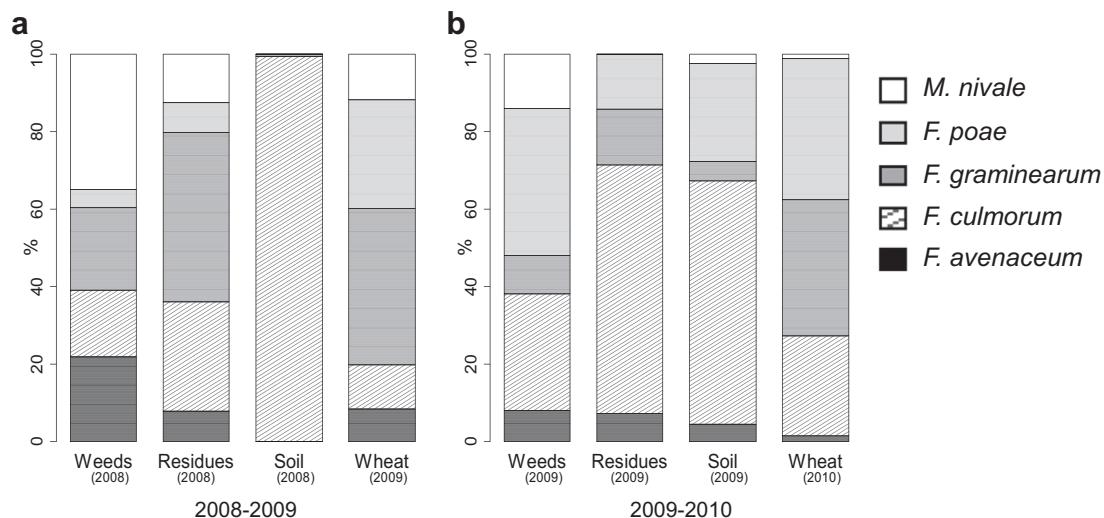 a
100
80
60
40
20
0
%
Weeds
(2008)
Residues
(2008)
Soil
(2008)
Wheat
(2009)
2008-2009
b
100
80
60
40
20
0
%
Weeds
(2009)
Residues
(2009)
Soil
(2009)
Wheat
(2010)
2009-2010
M. nivale
F. poae
F. graminearum
F. culmorum
F. avenaceum